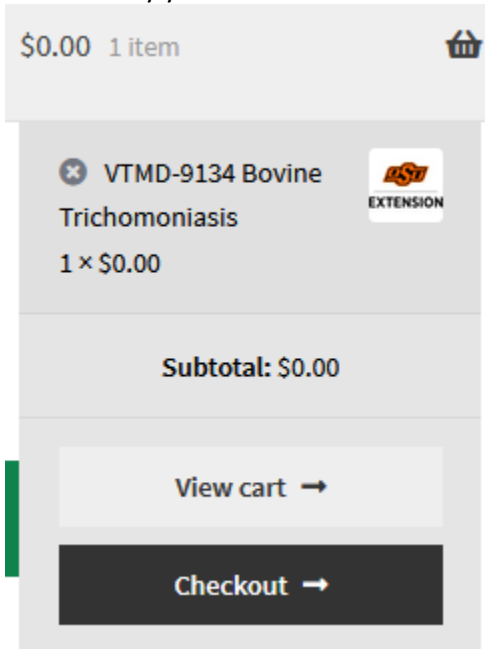 $0.00 1 item
VTMD-9134 Bovine
Trichomoniasis
1 × $0.00
OSU
EXTENSION
Subtotal: $0.00
View cart →
Checkout →